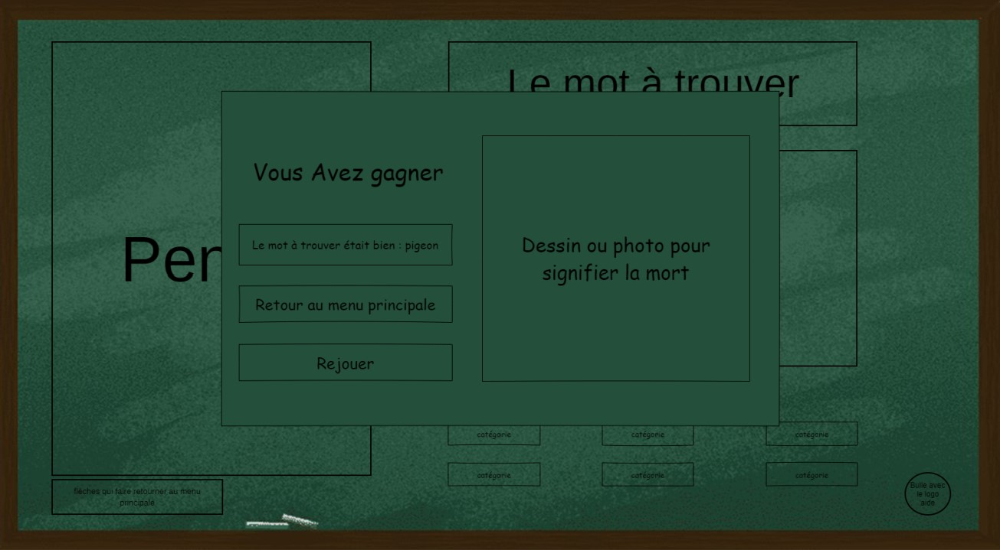 Le mot à trouver
Vous Avez gagner
Le mot à trouver était bien : pigeon
Retour au menu principale
Rejouer
Dessin ou photo pour
signifier la mort
Pen
catégorie catégorie catégorie
catégorie catégorie catégorie
flèches qui faire retourner au menu
principale
Bulle avec
le logo
aide